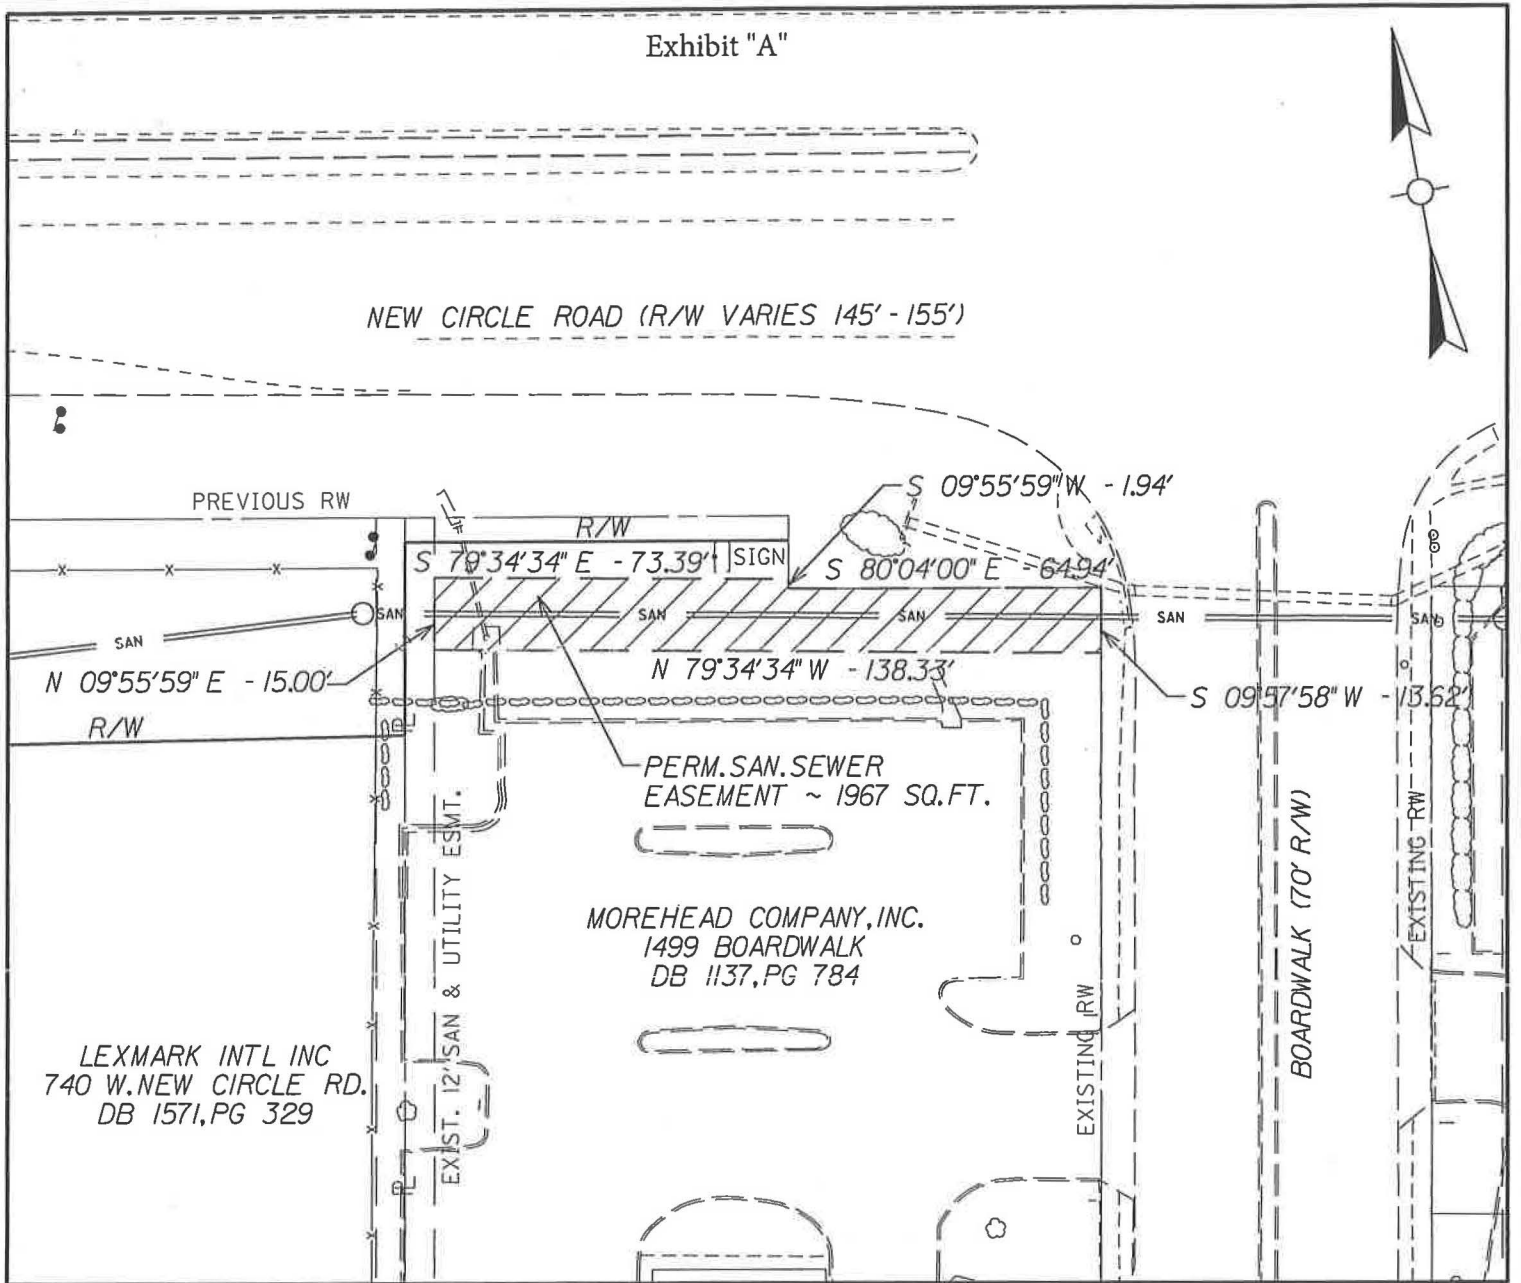 Exhibit "A"
NEW CIRCLE ROAD (R/W VARIES 145' - 155')
S 09°55'59" W - 1.94'
PREVIOUS RW
R/W
S 79°34'34" E - 73.39'
SIGN
S 80°04'00" E - 64.94'
SAN
SAN
SAN
SAN
SAN
SAN
N 09°55'59" E - 15.00'
N 79°34'34" W - 138.33'
S 09°57'58" W - 13.62'
R/W
PERM. SAN. SEWER
EASEMENT ~ 1967 SQ.FT.
EXIST. 12' SAN & UTILITY ESMT.
MOREHEAD COMPANY, INC.
1499 BOARDWALK
DB 1137, PG 784
EXISTING RW
BOARDWALK (70' R/W)
EXISTING RW
LEXMARK INTL INC
740 W. NEW CIRCLE RD.
DB 1571, PG 329